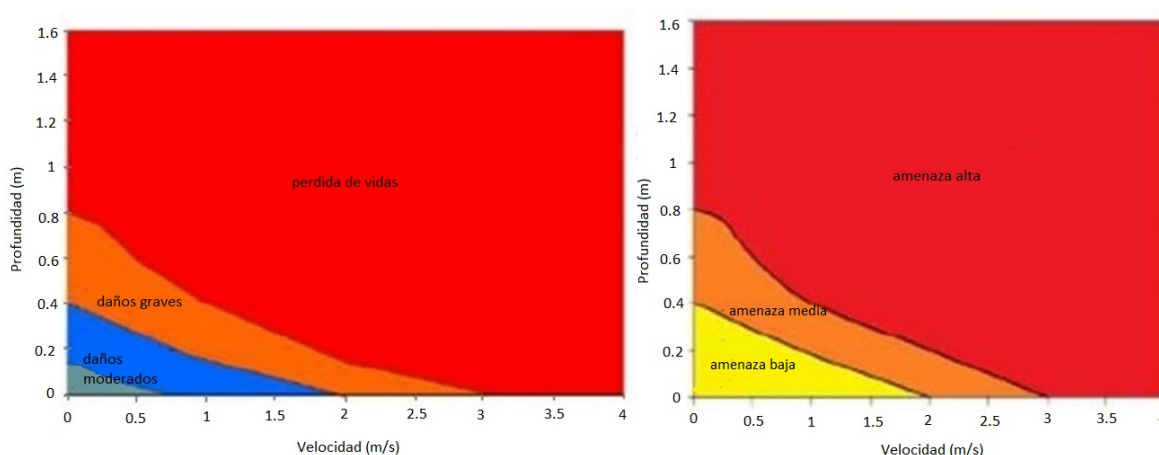 1.6
1.4
1.2
1
0.8
0.6
0.4
0.2
0
Profundidad (m)
perdida de vidas
daños graves
daños
moderados
0 0.5 1 1.5 2 2.5 3 3.5 4
Velocidad (m/s)
1.6
1.4
1.2
1
0.8
0.6
0.4
0.2
0
Profundidad (m)
amenaza alta
amenaza media
amenaza baja
0 0.5 1 1.5 2 2.5 3 3.5
Velocidad (m/s)